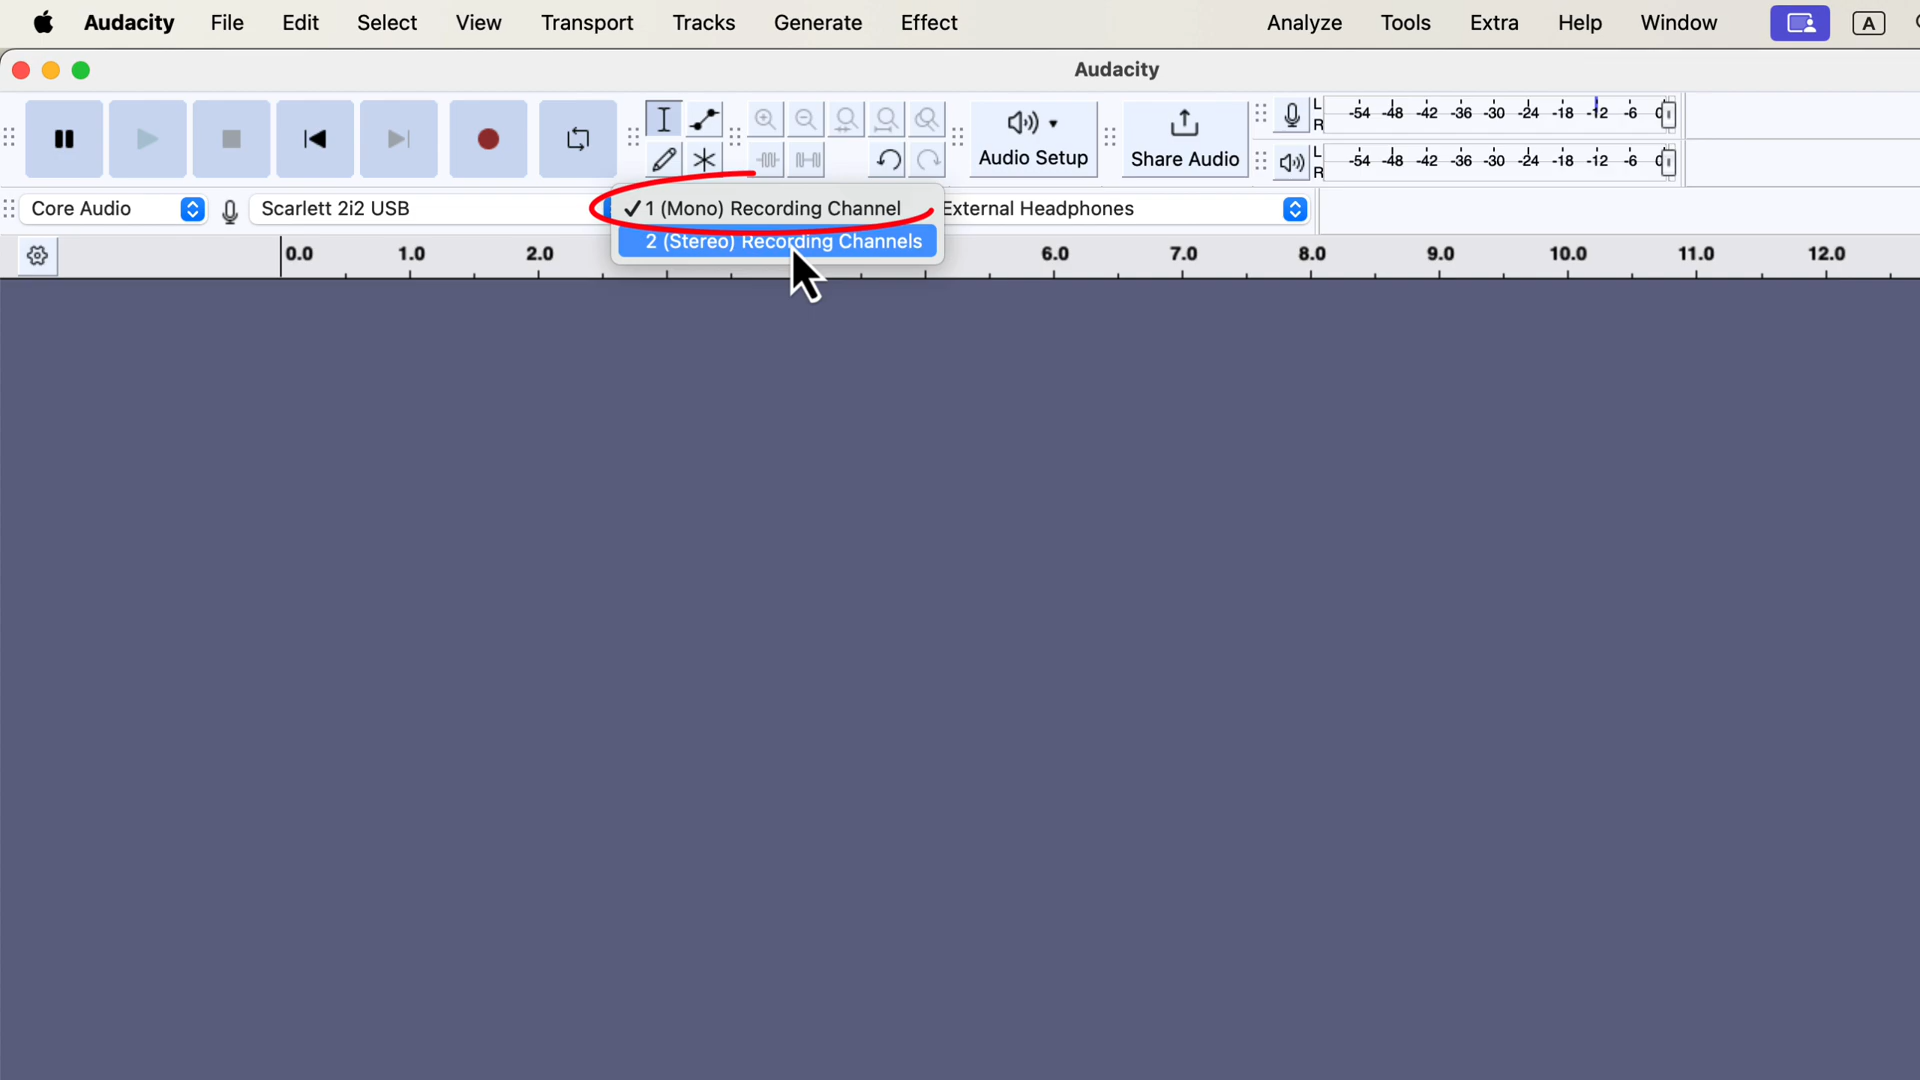 Audacity File Edit Select View Transport Tracks Generate Effect Analyze Tools Extra Help Window A
Audacity
L
R
-54 -48 -42 -36 -30 -24 -18 -12 -6 0
Audio Setup
Share Audio
L
R
-54 -48 -42 -36 -30 -24 -18 -12 -6 0
Core Audio
Scarlett 2i2 USB
✓1 (Mono) Recording Channel
External Headphones
2 (Stereo) Recording Channels
0.0 1.0 2.0 6.0 7.0 8.0 9.0 10.0 11.0 12.0